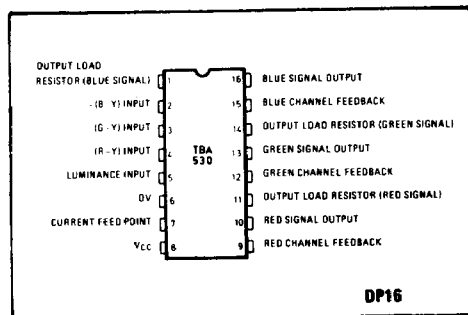 OUTPUT LOAD
RESISTOR (BLUE SIGNAL) 1
-(B-Y) INPUT 2
(G-Y) INPUT 3
(R-Y) INPUT 4
LUMINANCE INPUT 5
0V 6
CURRENT FEED POINT 7
VCC 8
TBA
530
16 BLUE SIGNAL OUTPUT
15 BLUE CHANNEL FEEDBACK
14 OUTPUT LOAD RESISTOR (GREEN SIGNAL)
13 GREEN SIGNAL OUTPUT
12 GREEN CHANNEL FEEDBACK
11 OUTPUT LOAD RESISTOR (RED SIGNAL)
10 RED SIGNAL OUTPUT
9 RED CHANNEL FEEDBACK
DP16